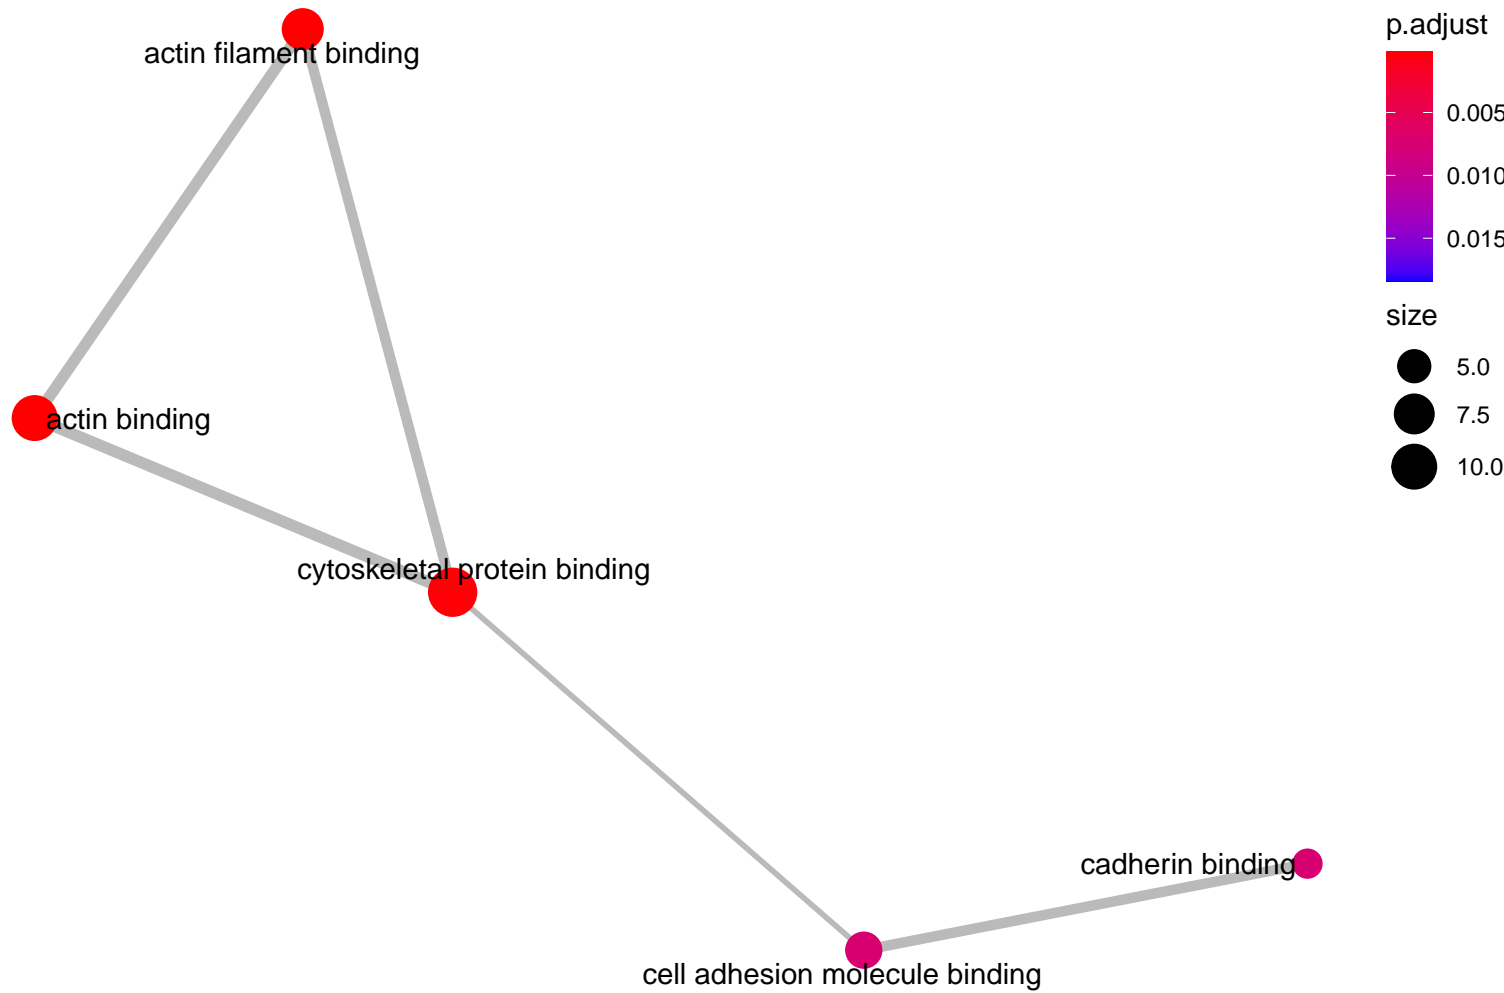 actin filament binding
actin binding
cytoskeletal protein binding
cadherin binding
cell adhesion molecule binding
p.adjust
0.005
0.010
0.015
size
5.0
7.5
10.0